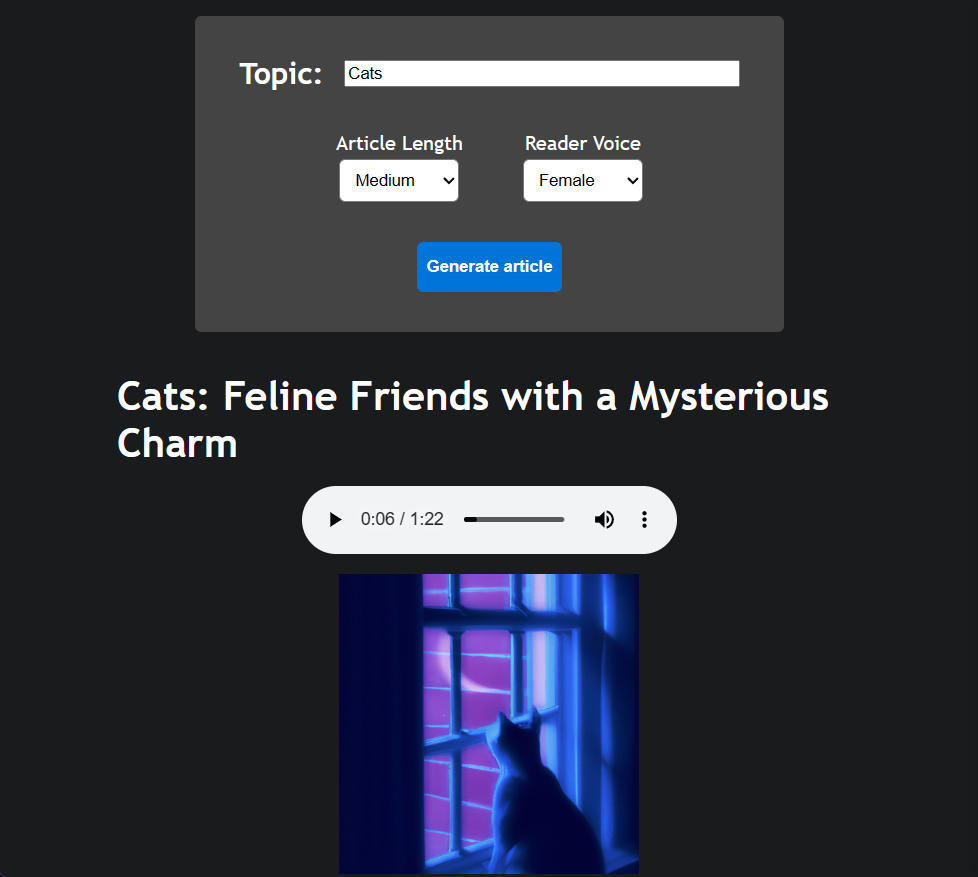 Topic: Cats
Article Length Reader Voice
Medium Female
Generate article
Cats: Feline Friends with a Mysterious
Charm
0:06 / 1:22